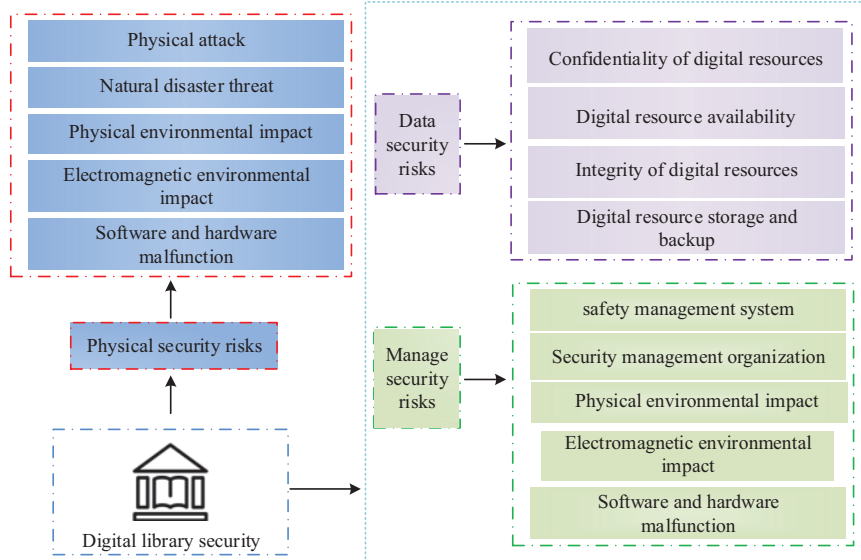 Physical attack
Natural disaster threat
Physical environmental impact
Electromagnetic environmental
impact
Software and hardware
malfunction
Physical security risks
Digital library security
Data
security
risks
Confidentiality of digital resources
Digital resource availability
Integrity of digital resources
Digital resource storage and
backup
Manage
security
risks
safety management system
Security management organization
Physical environmental impact
Electromagnetic environmental
impact
Software and hardware
malfunction